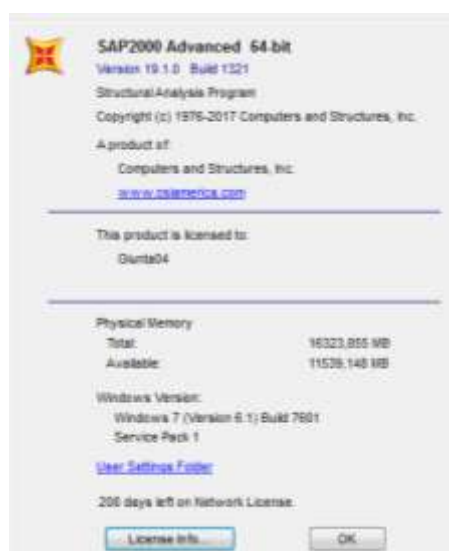 SAP2000 Advanced 64-bit
Version 19.1.0 Build 1321
Structural Analysis Program
Copyright (c) 1976-2017 Computers and Structures, Inc.
A product of:
Computers and Structures, Inc.
www.csiamerica.com
This product is licensed to:
Giunta04
Physical Memory
Total: 16323,855 MB
Available: 11539,148 MB
Windows Version:
Windows 7 (Version 6.1) Build 7601
Service Pack 1
User Settings Folder
days left on Network License.
License Info...
OK